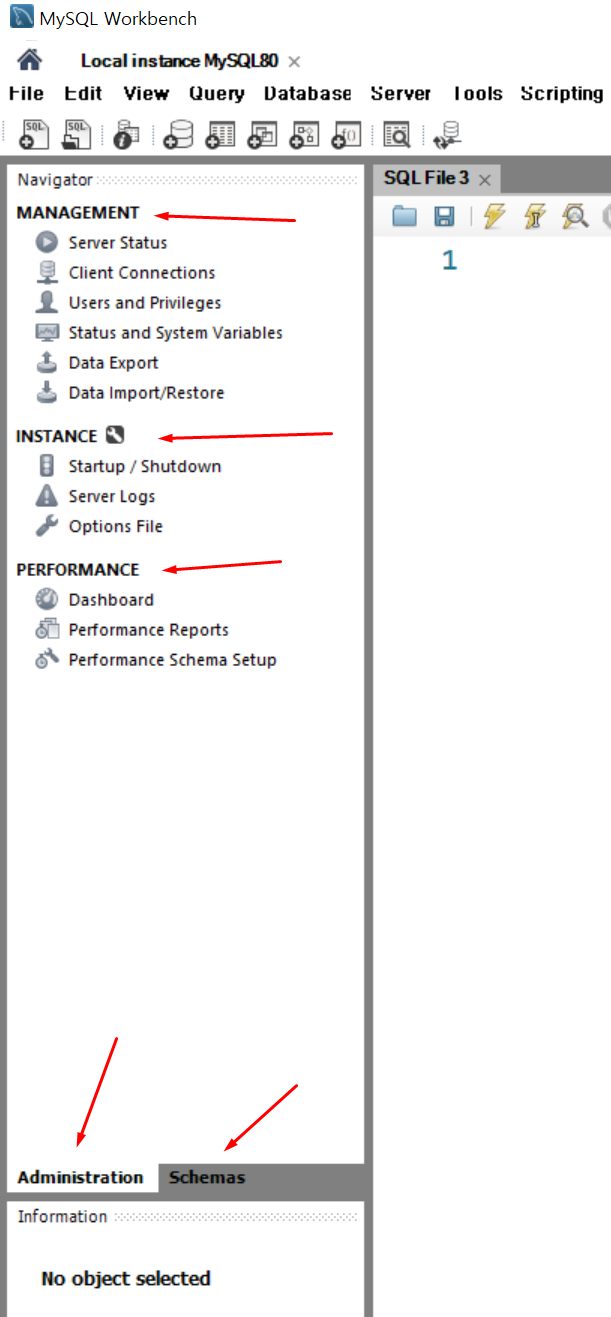 MySQL Workbench
Local instance MySQL80
File Edit View Query Database Server Tools Scripting
SQL SQL f()
Navigator
SQL File 3
MANAGEMENT
Server Status
1
Client Connections
Users and Privileges
Status and System Variables
Data Export
Data Import/Restore
INSTANCE
Startup / Shutdown
Server Logs
Options File
PERFORMANCE
Dashboard
Performance Reports
Performance Schema Setup
Administration Schemas
Information
No object selected